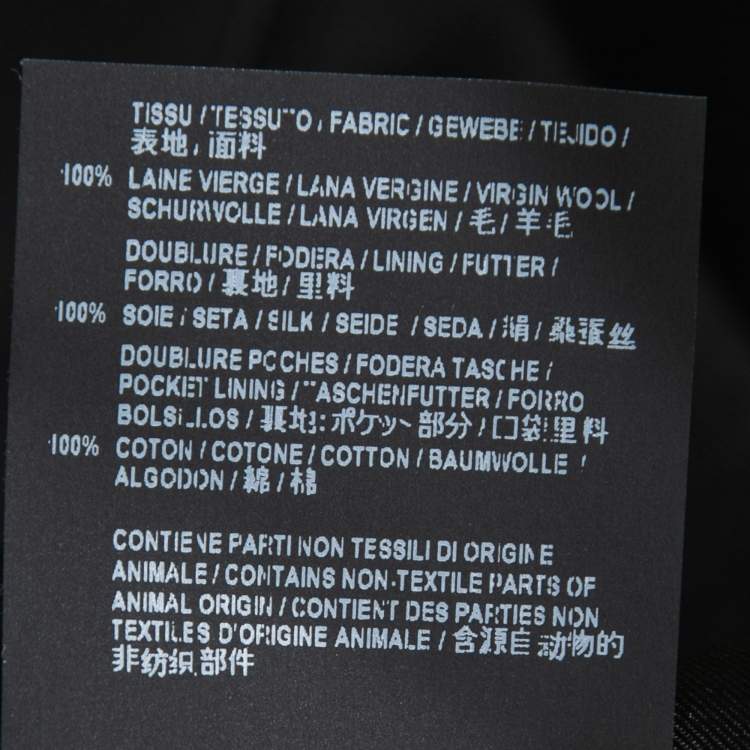 TISSU / TESSUTO / FABRIC / GEWEBE / TEJIDO /
表地 / 面料
100% LAINE VIERGE / LANA VERGINE / VIRGIN WOOL /
SCHURWOLLE / LANA VIRGEN / 毛 / 羊毛
DOUBLURE / FODERA / LINING / FUTTER /
FORRO / 裏地 / 里料
100% SOIE / SETA / SILK / SEIDE / SEDA / 絹 / 桑蚕丝
DOUBLURE POCHES / FODERA TASCHE /
POCKET LINING / TASCHENFUTTER / FORRO
BOLSILLOS / 裏地:ポケット部分 / 口袋里料
100% COTON / COTONE / COTTON / BAUMWOLLE /
ALGODON / 綿 / 棉
CONTIENE PARTI NON TESSILI DI ORIGINE
ANIMALE / CONTAINS NON-TEXTILE PARTS OF
ANIMAL ORIGIN / CONTIENT DES PARTIES NON
TEXTILES D'ORIGINE ANIMALE / 含源自动物的
非纺织部件